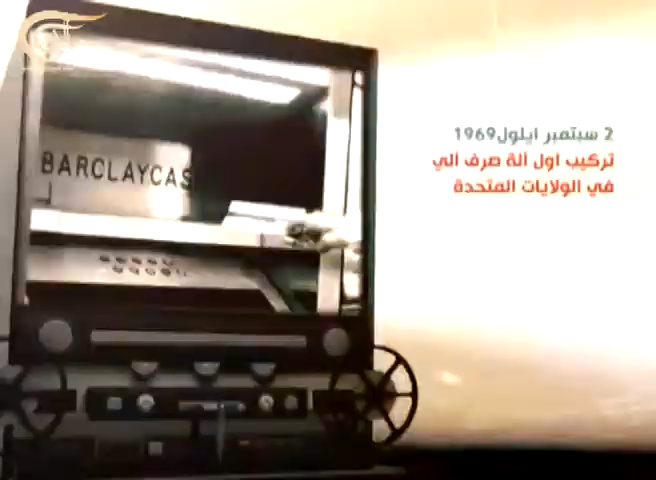 BARCLAYCAS
2 سبتمبر ايلول1969
تركيب اول آلة صرف آلي
في الولايات المتحدة